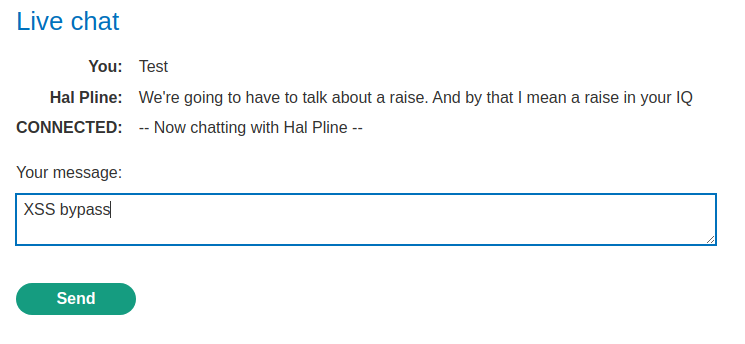 Live chat
You: Test
Hal Pline: We're going to have to talk about a raise. And by that I mean a raise in your IQ
CONNECTED: -- Now chatting with Hal Pline --
Your message:
XSS bypass
Send